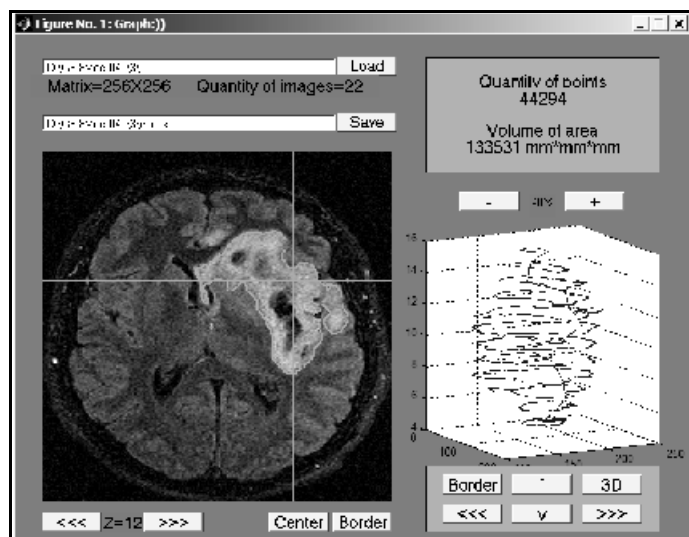 Figure No. 1: Graph:))
Load
Matrix=256X256 Quantity of images=22
Save
Quantity of points
44294
Volume of area
133531 mm*mm*mm
- +
16
14
12
10
8
6
4
0
100
150
200
250
<<< Z=12 >>>
Center Border
Border ^ 3D
<<< v >>>